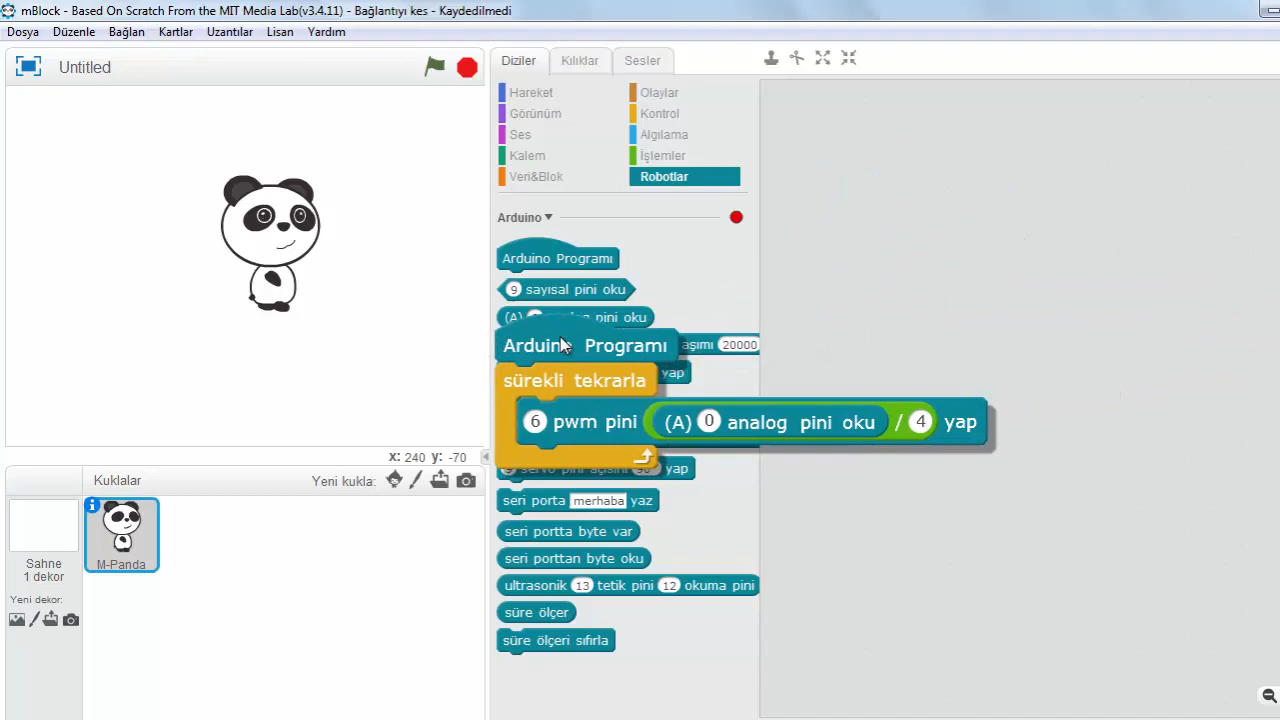 mBlock - Based On Scratch From the MIT Media Lab(v3.4.11) - Bağlantıyı kes - Kaydedilmedi
Dosya Düzenle Bağlan Kartlar Uzantılar Lisan Yardım
Untitled
Diziler Kılıklar Sesler
Hareket Olaylar
Görünüm Kontrol
Ses Algılama
Kalem İşlemler
Veri&Blok Robotlar
Arduino
Arduino Programı
9 sayısal pini oku
(A) pini oku
20000
Arduino Programı
yap
sürekli tekrarla
6 pwm pini (A) 0 analog pini oku / 4 yap
x: 240 y: -70
servo pini açısını 90 yap
Kuklalar Yeni kukla:
seri porta merhaba yaz
seri portta byte var
seri porttan byte oku
ultrasonik 13 tetik pini 12 okuma pini
süre ölçer
süre ölçeri sıfırla
M-Panda
Sahne
1 dekor
Yeni dekor: